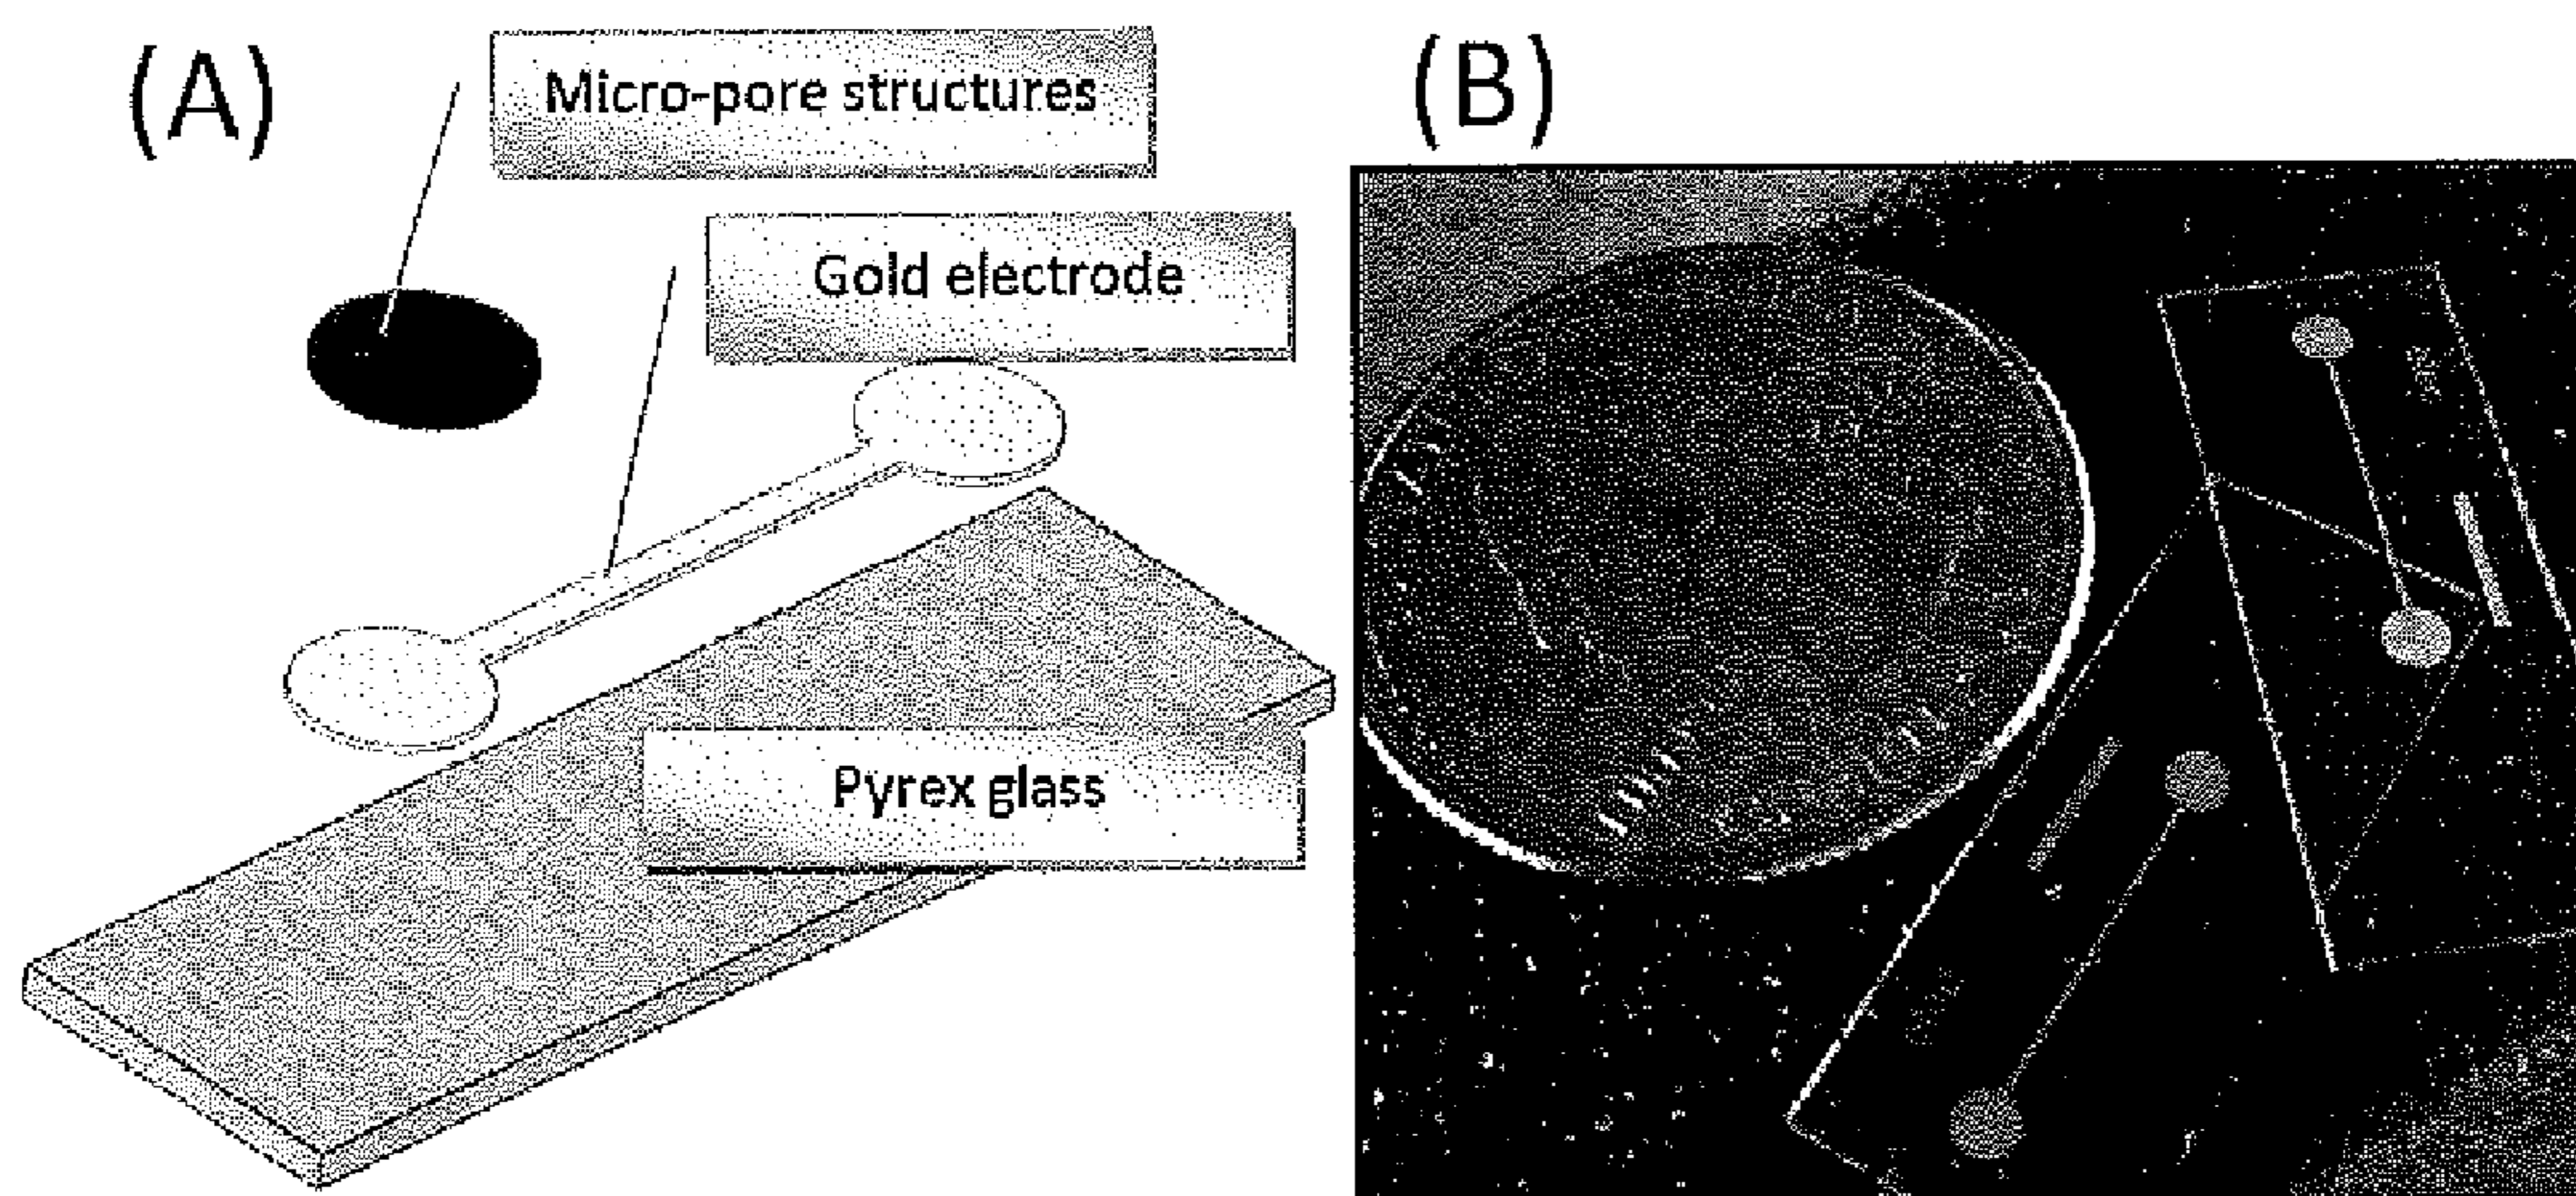 (A)
Micro-pore structures
Gold electrode
Pyrex glass
(B)